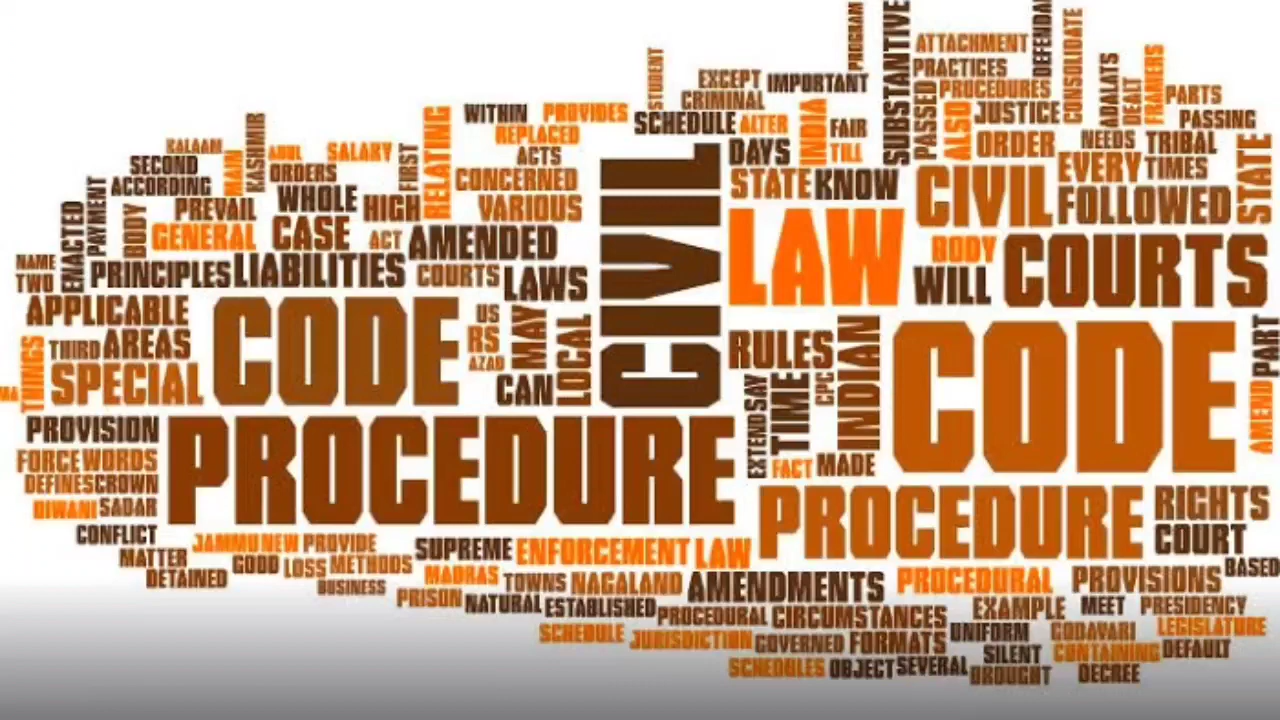 PROGRAM
SUBSTANTIVE
ATTACHMENT
CONSOLIDATE
STUDENT
EXCEPT
IMPORTANT
PRACTICES
ADALATS
DEALT
FRAMERS
CRIMINAL
PASSED
PROCEDURES
PARTS
WITHIN
PROVIDES
SCHEDULE
ALTER
INDIA
FAIR
ALSO
JUSTICE
PASSING
KALAAM
KASHMIR
REPLACED
TILL
ORDER
NEEDS
TRIBAL
SECOND
MAM
ABUL
SALARY
FIRST
RELATING
ACTS
DAYS
EVERY
TIMES
STATE
ACCORDING
ORDERS
CONCERNED
STATE
KNOW
ENACTED
PAYMENT
BODY
PREVAIL
WHOLE
HIGH
VARIOUS
CIVIL
CIVIL
FOLLOWED
GENERAL
CASE
ACT
AMENDED
LAW
BODY
COURTS
NAME
TWO
PRINCIPLES
LIABILITIES
COURTS
LAWS
WILL
APPLICABLE
CODE
US
RS
AZAD
MAY
LOCAL
RULES
INDIAN
CODE
PART
THINGS
THIRD
AREAS
SPECIAL
CAN
EXTEND
SAY
TIME
CPC
AMEND
PROVISION
PROCEDURE
FACT
MADE
FORCE
WORDS
DEFINES
CROWN
DIWANI
SADAR
PROCEDURE
RIGHTS
CONFLICT
JAMMU
NEW
PROVIDE
SUPREME
ENFORCEMENT
LAW
COURT
MATTER
GOOD
LOSS
METHODS
BASED
DETAINED
BUSINESS
MADRAS
TOWNS
NAGALAND
AMENDMENTS
PROCEDURAL
PROVISIONS
PRISON
NATURAL
ESTABLISHED
PROCEDURAL
CIRCUMSTANCES
EXAMPLE
MEET
PRESIDENCY
SCHEDULE
JURISDICTION
GOVERNED
FORMATS
UNIFORM
GODAVARI
LEGISLATURE
SILENT
CONTAINING
DEFAULT
SCHEDULES
OBJECT
SEVERAL
BROUGHT
DECREE